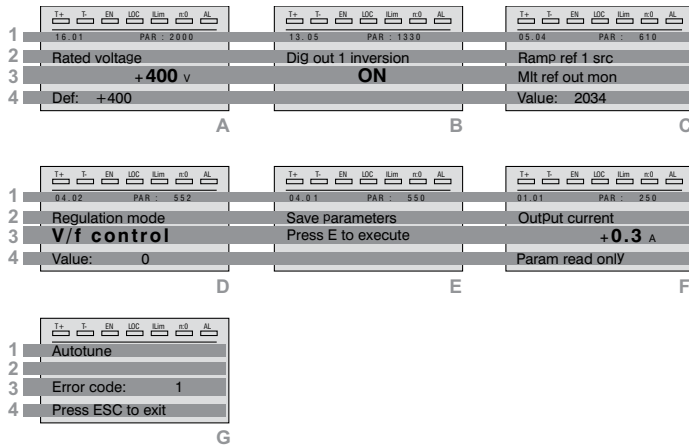 T+ T- EN LOC ILim n:0 AL
1 16.01 PAR : 2000
2 Rated voltage
3 +400 V
4 Def: +400
A
T+ T- EN LOC ILim n:0 AL
13.05 PAR : 1330
Dig out 1 inversion
ON
B
T+ T- EN LOC ILim n:0 AL
05.04 PAR : 610
Ramp ref 1 src
Mlt ref out mon
Value: 2034
C
T+ T- EN LOC ILim n:0 AL
1 04.02 PAR : 552
2 Regulation mode
3 V/f control
4 Value: 0
D
T+ T- EN LOC ILim n:0 AL
04.01 PAR : 550
Save parameters
Press E to execute
E
T+ T- EN LOC ILim n:0 AL
01.01 PAR : 250
Output current
+0.3 A
Param read only
F
T+ T- EN LOC ILim n:0 AL
1 Autotune
2
3 Error code: 1
4 Press ESC to exit
G